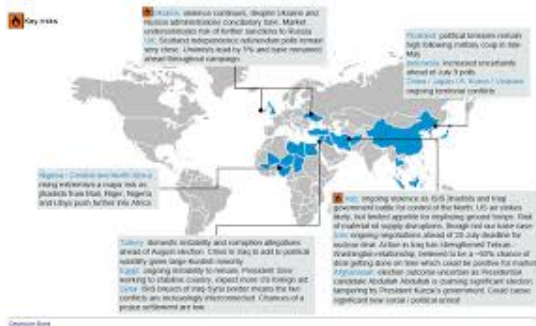 Key risks
Ukraine: violence continues, despite Ukraine and
Russia administrations conciliatory tone. Market
underestimates risk of further sanctions to Russia
UK: Scotland independence referendum polls remain
very close. Unionists lead by 5% and have remained
ahead throughout campaign
Thailand: political tensions remain
high following military coup in late-
May
Indonesia: increased uncertainty
ahead of July 9 polls
China / Japan US, Korea / Vietnam:
ongoing territorial conflicts
Nigeria / Central and North Africa:
rising extremism a major risk as
jihadists from Mali, Niger, Nigeria
and Libya push further into Africa
Turkey: domestic instability and corruption allegations
ahead of August election. Crisis in Iraq to add to political
volatility given large Kurdish minority
Egypt: ongoing instability to remain. President Sisi
working to stabilise country, expect more US foreign aid
Syria: ISIS breach of Iraq-Syria border means the two
conflicts are increasingly interconnected. Chances of a
peace settlement are low
Iraq: ongoing violence as ISIS jihadists and Iraqi
government battle for control of the North. US air strikes
likely, but limited appetite for deploying ground troops. Risk
of material oil supply disruptions, though not our base case
Iran: ongoing negotiations ahead of 20 July deadline for
nuclear deal. Action in Iraq has strengthened Tehran-
Washington relationship, believed to be a ~60% chance of
deal getting done on time which could be positive for market
Afghanistan: election outcome uncertain as Presidential
candidate Abdullah Abdullah is claiming significant election
tampering by President Karzai's government. Could cause
significant new social / political unrest